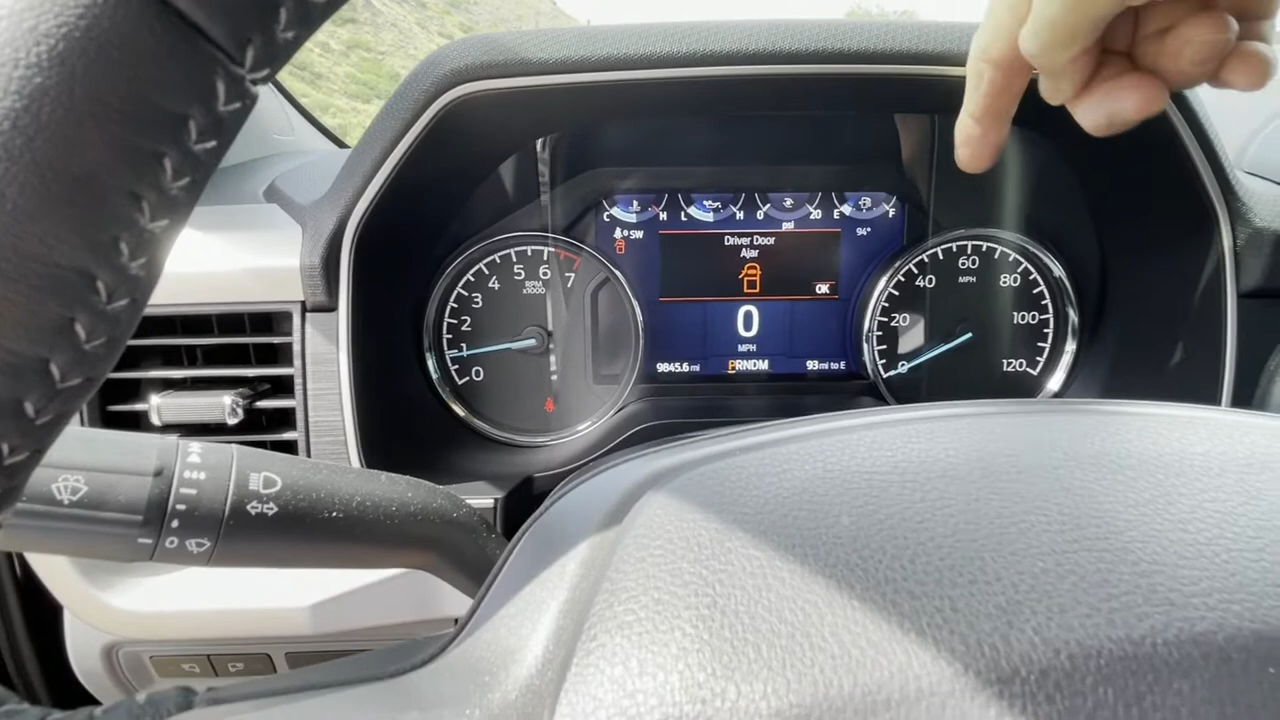 C H L H 0 20 E F
psi
SW
94°
Driver Door
Ajar
OK
0
MPH
9845.6 mi PRNDM 93 mi to E
0 1 2 3 4 5 6 7
RPM
x1000
0 20 40 60 80 100 120
MPH
O